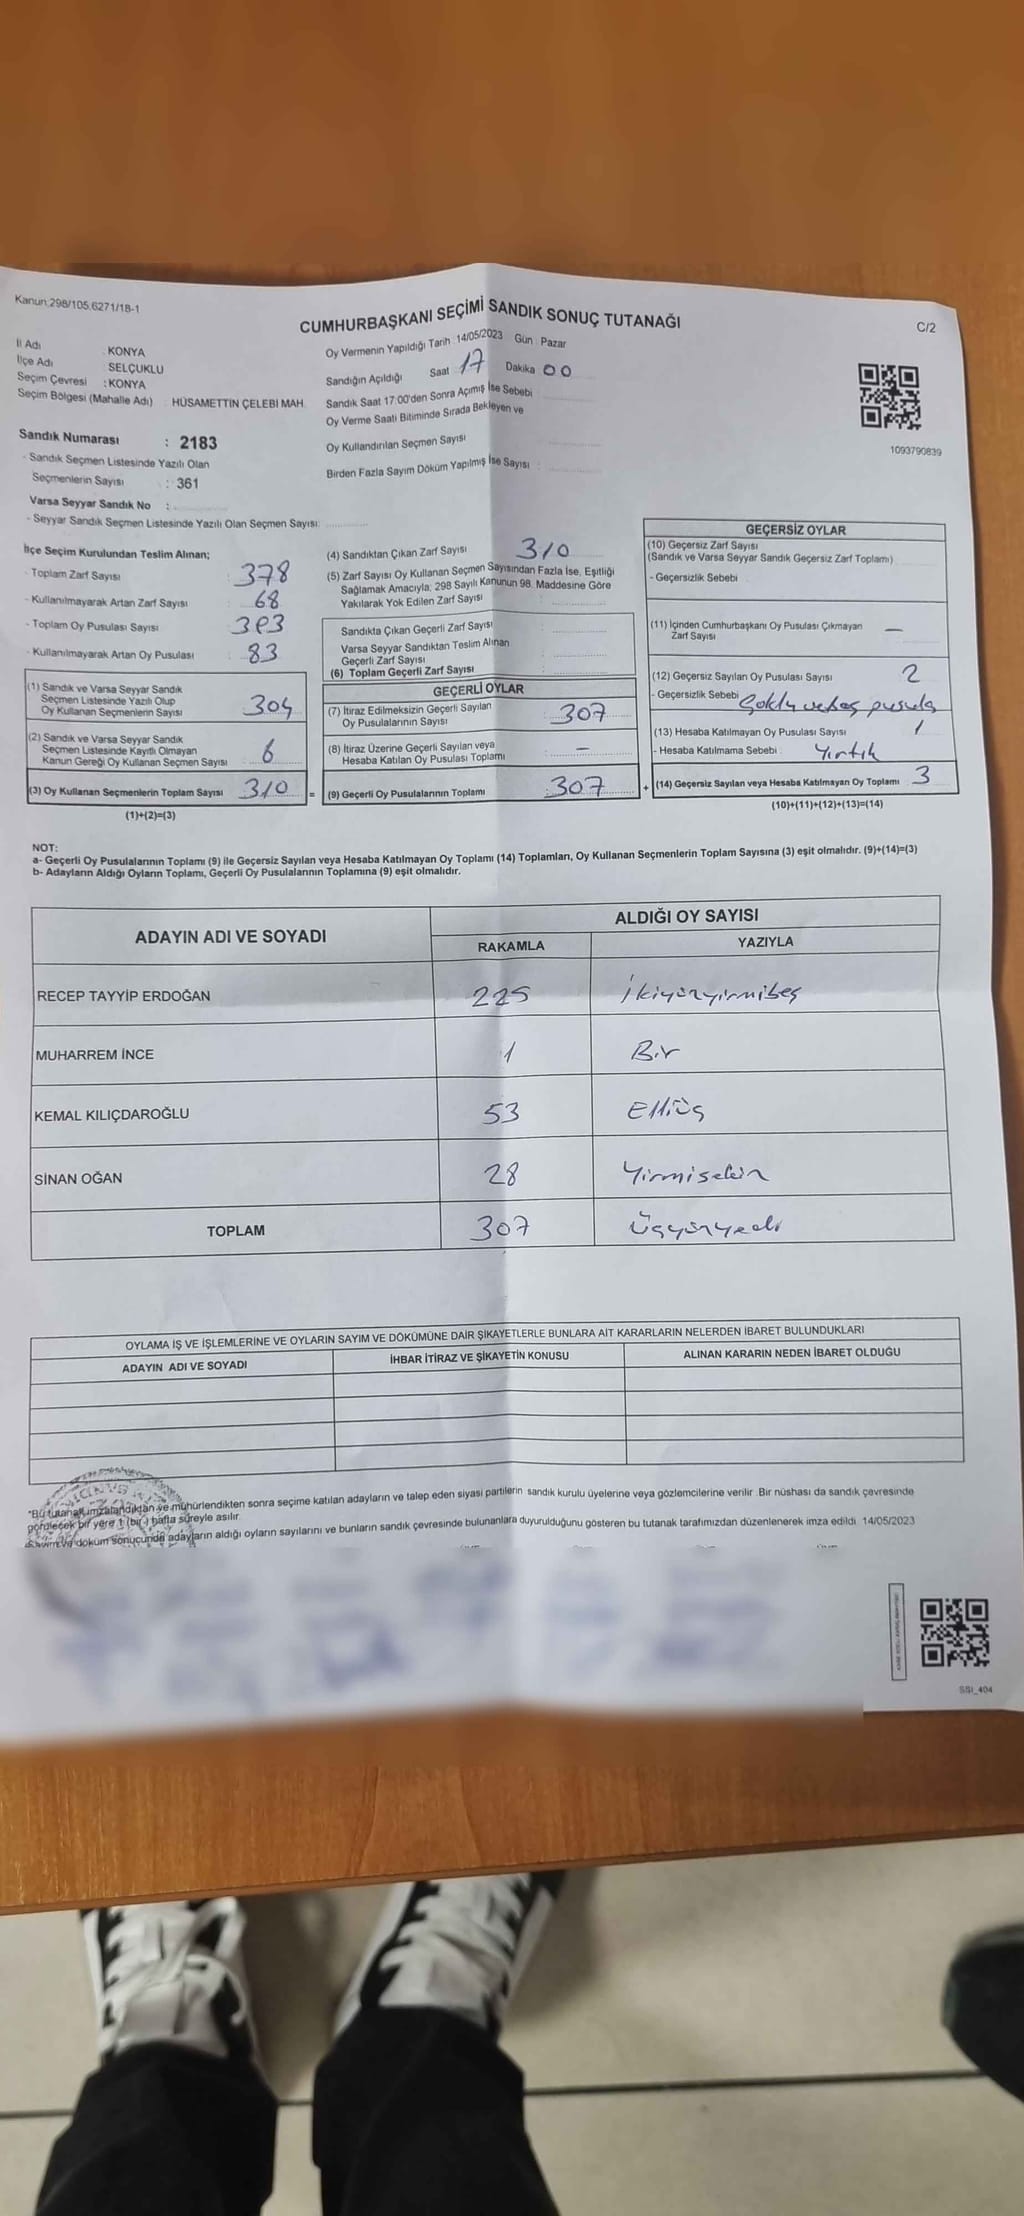 Kanun:298/105.6271/18-1
CUMHURBAŞKANI SEÇİMİ SANDIK SONUÇ TUTANAĞI
C/2
İl Adı : KONYA
İlçe Adı : SELÇUKLU
Seçim Çevresi : KONYA
Seçim Bölgesi (Mahalle Adı) : HÜSAMETTİN ÇELEBİ MAH.
Sandık Numarası : 2183
- Sandık Seçmen Listesinde Yazılı Olan
Seçmenlerin Sayısı : 361
Varsa Seyyar Sandık No :
- Seyyar Sandık Seçmen Listesinde Yazılı Olan Seçmen Sayısı:
Oy Vermenin Yapıldığı Tarih :14/05/2023 Gün : Pazar
Sandığın Açıldığı Saat 17 Dakika 00
Sandık Saat 17:00'den Sonra Açımış İse Sebebi
Oy Verme Saati Bitiminde Sırada Bekleyen ve
Oy Kullandırılan Seçmen Sayısı
Birden Fazla Sayım Döküm Yapılmış İse Sayısı :
1093790839
İlçe Seçim Kurulundan Teslim Alınan;
- Toplam Zarf Sayısı : 378
- Kullanılmayarak Artan Zarf Sayısı : 68
- Toplam Oy Pusulası Sayısı : 393
- Kullanılmayarak Artan Oy Pusulası : 83
(1) Sandık ve Varsa Seyyar Sandık
Seçmen Listesinde Yazılı Olup
Oy Kullanan Seçmenlerin Sayısı : 304
(2) Sandık ve Varsa Seyyar Sandık
Seçmen Listesinde Kayıtlı Olmayan
Kanun Gereği Oy Kullanan Seçmen Sayısı : 6
(3) Oy Kullanan Seçmenlerin Toplam Sayısı : 310 =
(1)+(2)=(3)
(4) Sandıktan Çıkan Zarf Sayısı : 310
(5) Zarf Sayısı Oy Kullanan Seçmen Sayısından Fazla İse, Eşitliği
Sağlamak Amacıyla; 298 Sayılı Kanunun 98. Maddesine Göre
Yakılarak Yok Edilen Zarf Sayısı :
Sandıkta Çıkan Geçerli Zarf Sayısı :
Varsa Seyyar Sandıktan Teslim Alınan
Geçerli Zarf Sayısı :
(6) Toplam Geçerli Zarf Sayısı :
GEÇERLİ OYLAR
(7) İtiraz Edilmeksizin Geçerli Sayılan
Oy Pusulalarının Sayısı : 307
(8) İtiraz Üzerine Geçerli Sayılan veya
Hesaba Katılan Oy Pusulası Toplamı : —
(9) Geçerli Oy Pusulalarının Toplamı : 307 +
GEÇERSİZ OYLAR
(10) Geçersiz Zarf Sayısı
(Sandık ve Varsa Seyyar Sandık Geçersiz Zarf Toplamı)
- Geçersizlik Sebebi :
(11) İçinden Cumhurbaşkanı Oy Pusulası Çıkmayan
Zarf Sayısı —
(12) Geçersiz Sayılan Oy Pusulası Sayısı 2
- Geçersizlik Sebebi : Çoklu ve boş pusula
(13) Hesaba Katılmayan Oy Pusulası Sayısı 1
- Hesaba Katılmama Sebebi : Yırtık
(14) Geçersiz Sayılan veya Hesaba Katılmayan Oy Toplamı : 3
(10)+(11)+(12)+(13)=(14)
NOT:
a- Geçerli Oy Pusulalarının Toplamı (9) ile Geçersiz Sayılan veya Hesaba Katılmayan Oy Toplamı (14) Toplamları, Oy Kullanan Seçmenlerin Toplam Sayısına (3) eşit olmalıdır. (9)+(14)=(3)
b- Adayların Aldığı Oyların Toplamı, Geçerli Oy Pusulalarının Toplamına (9) eşit olmalıdır.
ADAYIN ADI VE SOYADI ALDIĞI OY SAYISI
RAKAMLA YAZIYLA
RECEP TAYYİP ERDOĞAN 225 İkiyüzyirmibeş
MUHARREM İNCE 1 Bir
KEMAL KILIÇDAROĞLU 53 Elliüç
SİNAN OĞAN 28 Yirmisekiz
TOPLAM 307 Üçyüzyedi
OYLAMA İŞ VE İŞLEMLERİNE VE OYLARIN SAYIM VE DÖKÜMÜNE DAİR ŞİKAYETLERLE BUNLARA AİT KARARLARIN NELERDEN İBARET BULUNDUKLARI
ADAYIN ADI VE SOYADI İHBAR İTİRAZ VE ŞİKAYETİN KONUSU ALINAN KARARIN NEDEN İBARET OLDUĞU
"Bu tutanak imzalandıktan ve mühürlendikten sonra seçime katılan adayların ve talep eden siyasi partilerin sandık kurulu üyelerine veya gözlemcilerine verilir. Bir nüshası da sandık çevresinde
görülecek bir yere 1 (bir) hafta süreyle asılır.
Sayım ve döküm sonucunda adayların aldığı oyların sayılarını ve bunların sandık çevresinde bulunanlara duyurulduğunu gösteren bu tutanak tarafımızdan düzenlenerek imza edildi. 14/05/2023
SSI_404